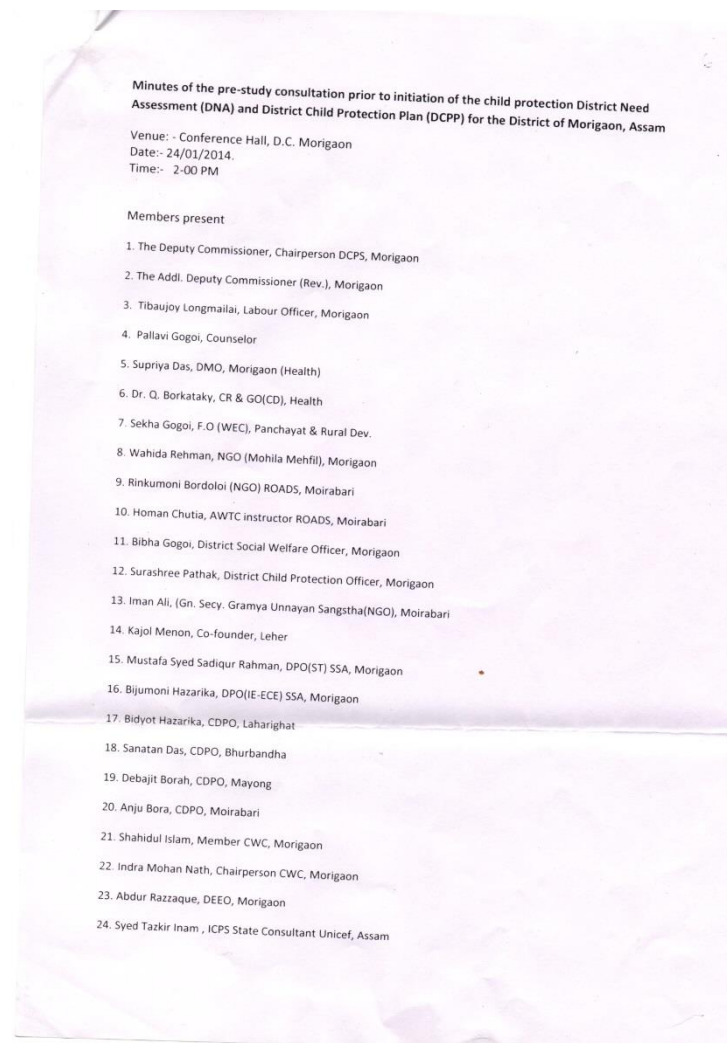 Minutes of the pre-study consultation prior to initiation of the child protection District Need
Assessment (DNA) and District Child Protection Plan (DCPP) for the District of Morigaon, Assam
Venue: - Conference Hall, D.C. Morigaon
Date:- 24/01/2014.
Time:- 2-00 PM
Members present
1. The Deputy Commissioner, Chairperson DCPS, Morigaon
2. The Addl. Deputy Commissioner (Rev.), Morigaon
3. Tibaujoy Longmailai, Labour Officer, Morigaon
4. Pallavi Gogoi, Counselor
5. Supriya Das, DMO, Morigaon (Health)
6. Dr. Q. Borkataky, CR & GO(CD), Health
7. Sekha Gogoi, F.O (WEC), Panchayat & Rural Dev.
8. Wahida Rehman, NGO (Mohila Mehfil), Morigaon
9. Rinkumoni Bordoloi (NGO) ROADS, Moirabari
10. Homan Chutia, AWTC instructor ROADS, Moirabari
11. Bibha Gogoi, District Social Welfare Officer, Morigaon
12. Surashree Pathak, District Child Protection Officer, Morigaon
13. Iman Ali, (Gn. Secy. Gramya Unnayan Sangstha(NGO), Moirabari
14. Kajol Menon, Co-founder, Leher
15. Mustafa Syed Sadiqur Rahman, DPO(ST) SSA, Morigaon
16. Bijumoni Hazarika, DPO(IE-ECE) SSA, Morigaon
17. Bidyot Hazarika, CDPO, Laharighat
18. Sanatan Das, CDPO, Bhurbandha
19. Debajit Borah, CDPO, Mayong
20. Anju Bora, CDPO, Moirabari
21. Shahidul Islam, Member CWC, Morigaon
22. Indra Mohan Nath, Chairperson CWC, Morigaon
23. Abdur Razzaque, DEEO, Morigaon
24. Syed Tazkir Inam , ICPS State Consultant Unicef, Assam